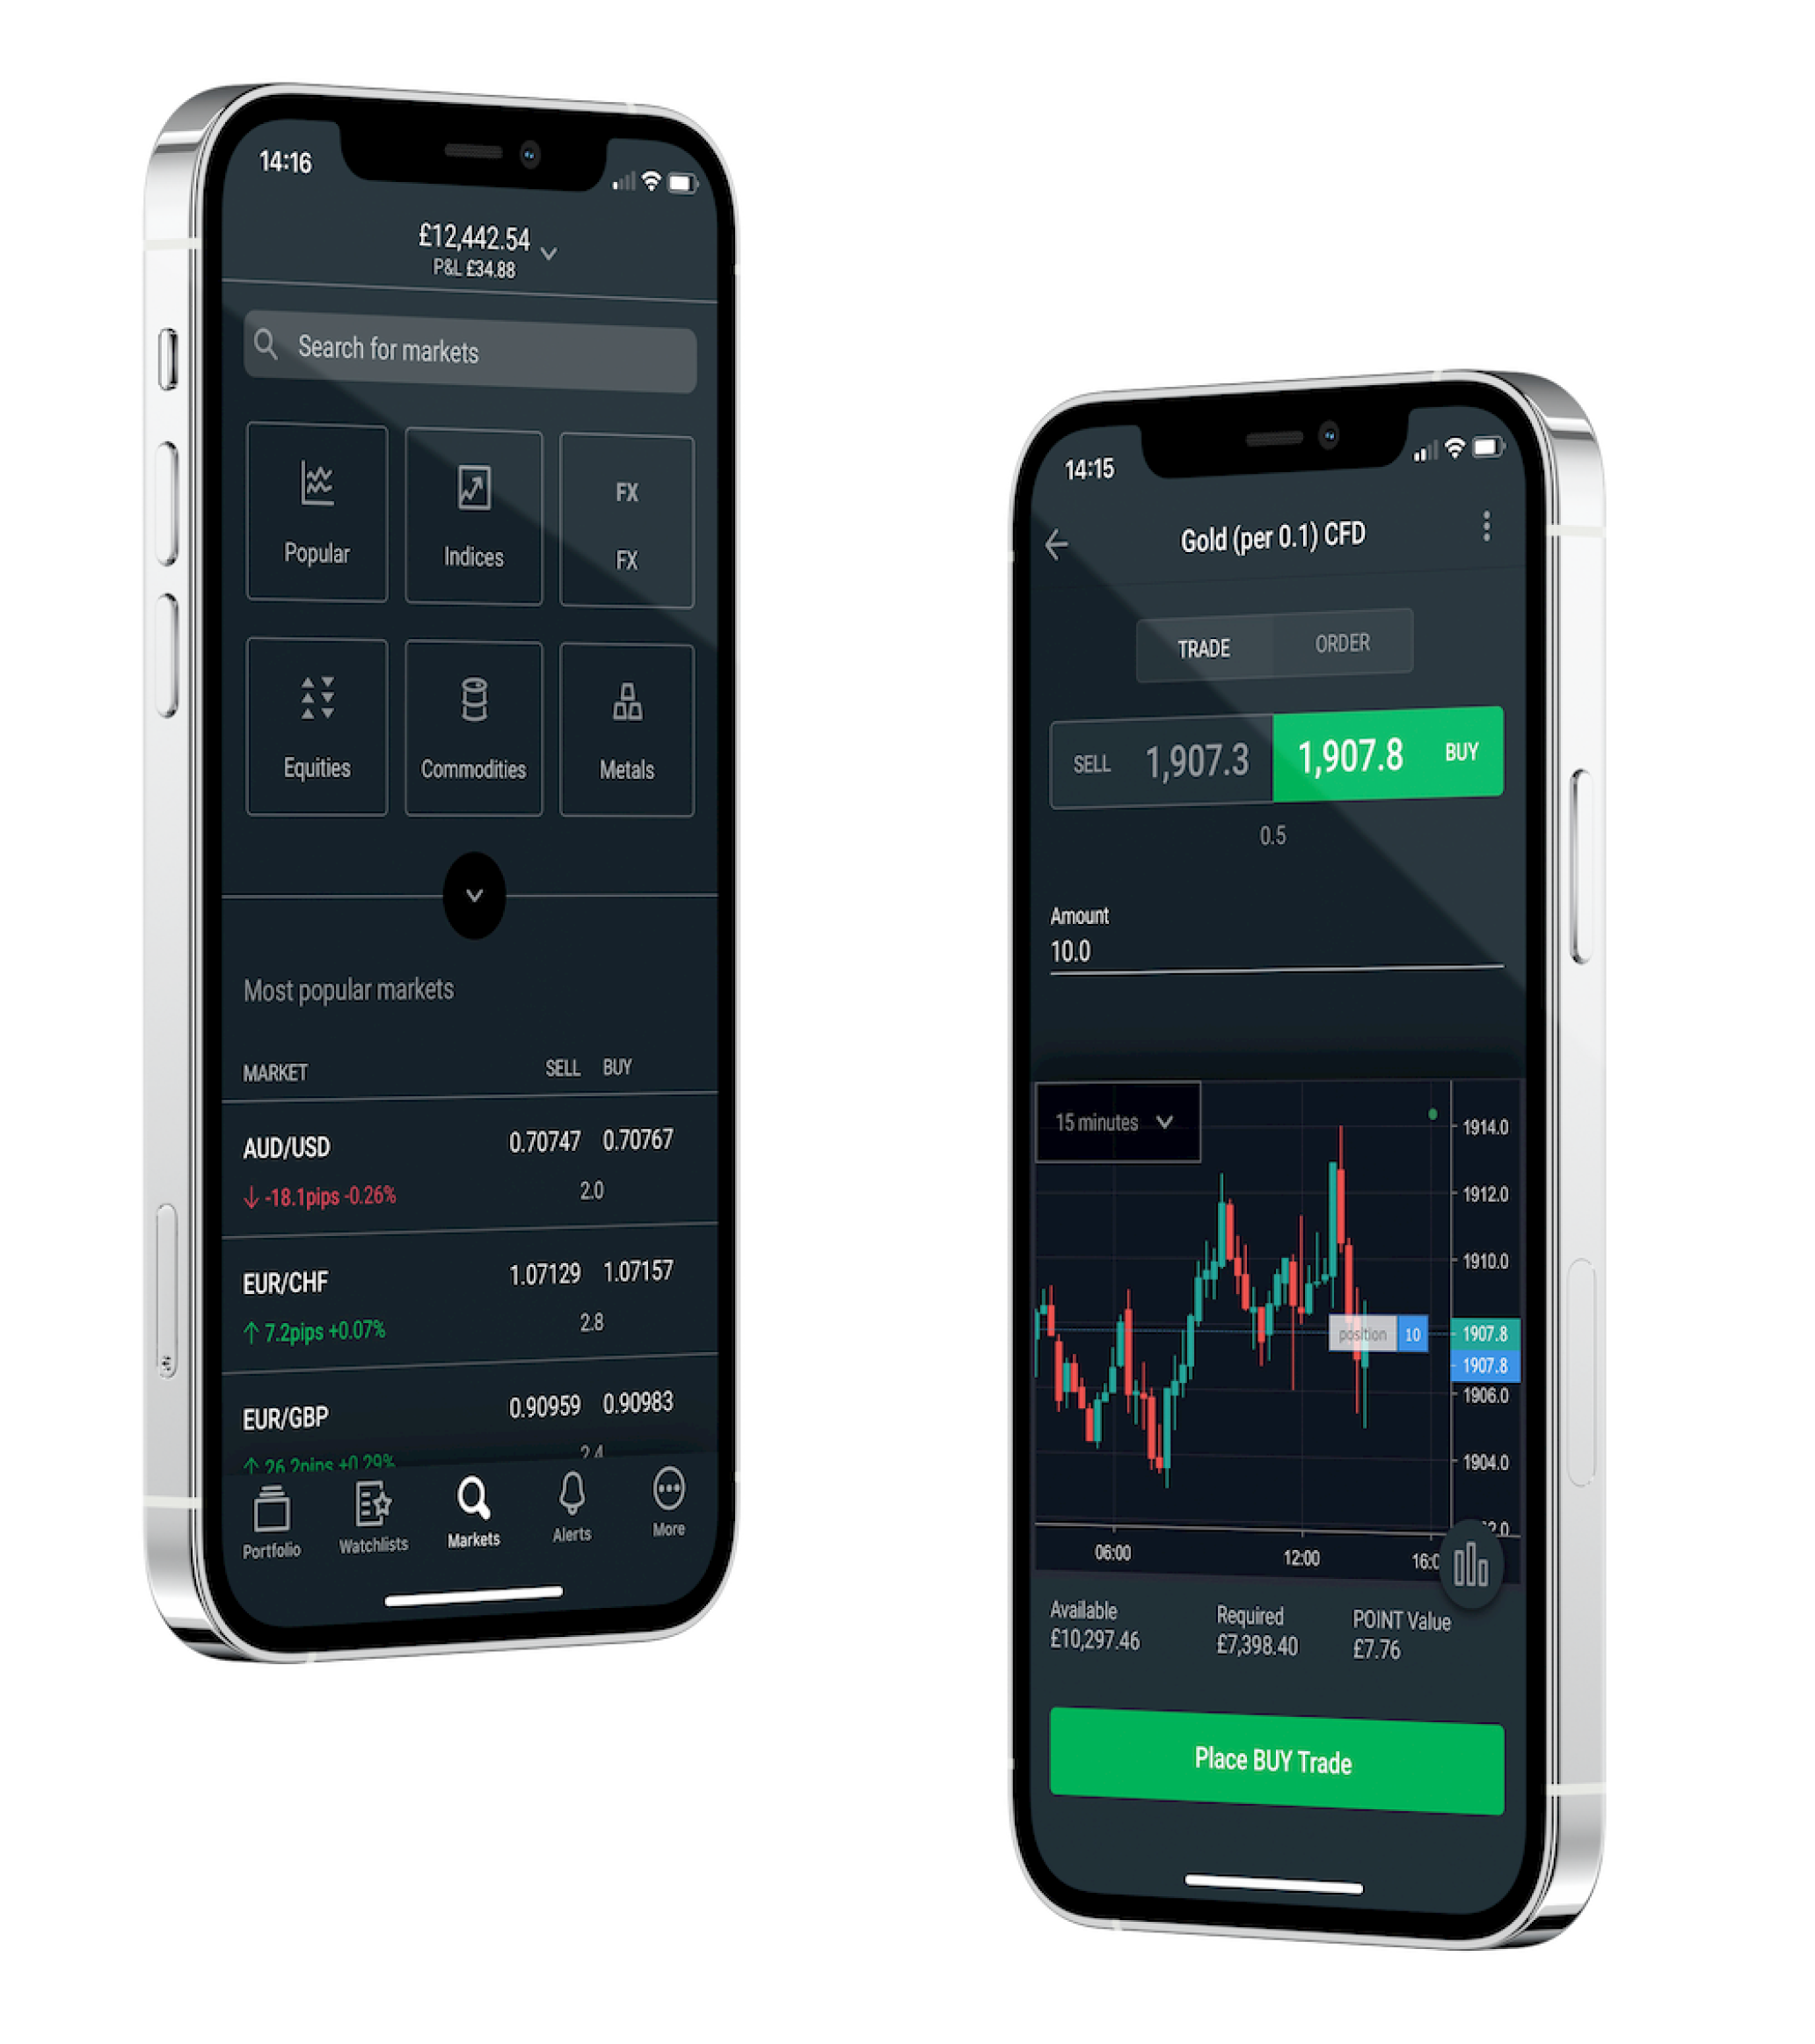 14:16
£12,442.54
P&L £34.88
Search for markets
Popular
Indices
FX
FX
Equities
Commodities
Metals
Most popular markets
MARKET SELL BUY
AUD/USD 0.70747 0.70767
-18.1pips -0.26% 2.0
EUR/CHF 1.07129 1.07157
7.2pips +0.07% 2.8
EUR/GBP 0.90959 0.90983
26.2pips +0.29% 2.4
Portfolio
Watchlists
Markets
Alerts
More
14:15
Gold (per 0.1) CFD
TRADE ORDER
SELL 1,907.3 1,907.8 BUY
0.5
Amount
10.0
15 minutes
1914.0
1912.0
1910.0
position 10 1907.8
1907.8
1906.0
1904.0
2.0
06:00 12:00 16:0
Available Required POINT Value
£10,297.46 £7,398.40 £7.76
Place BUY Trade